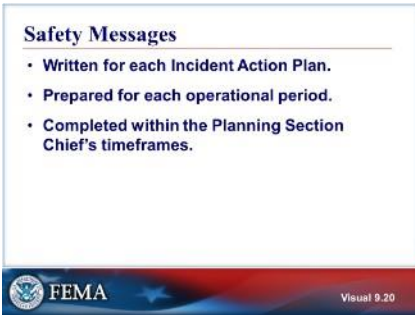 Safety Messages
• Written for each Incident Action Plan.
• Prepared for each operational period.
• Completed within the Planning Section
Chief's timeframes.
FEMA
Visual 9.20